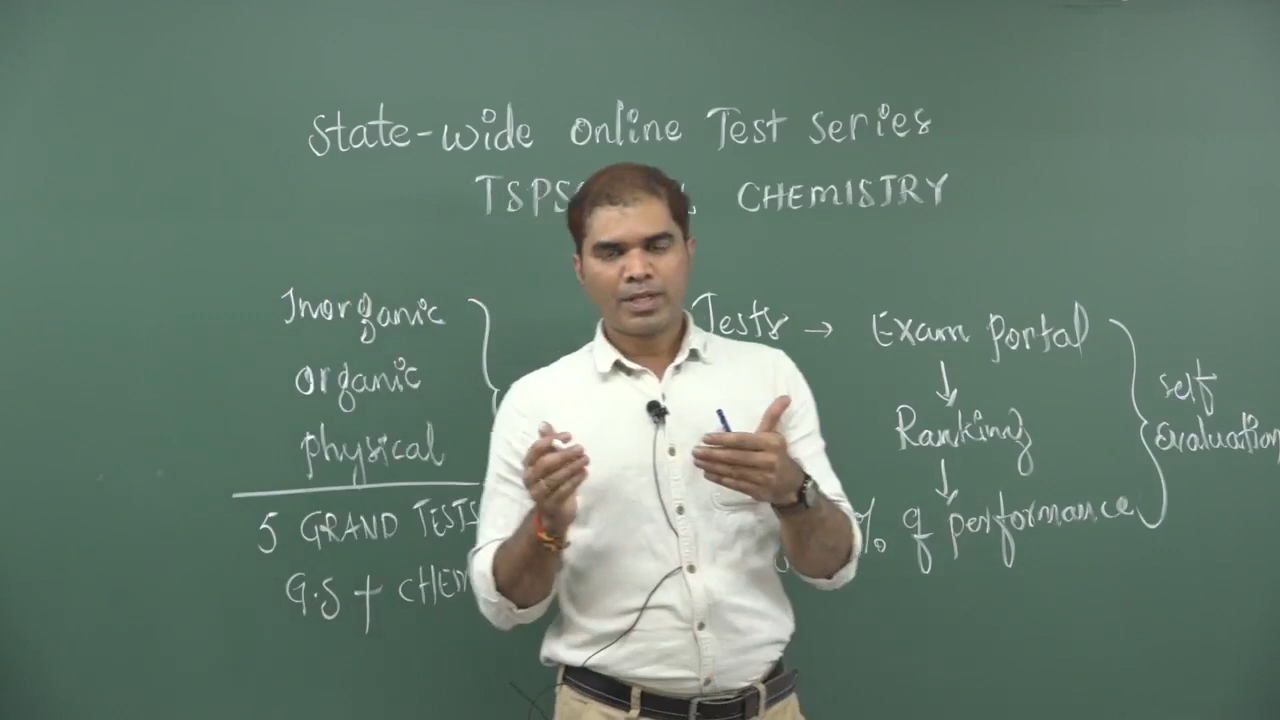 State-wide Online Test Series
TSPS CHEMISTRY
Inorganic
organic
physical
Tests → Exam portal
↓
Ranking
↓
% of performance
self
Evaluation
5 GRAND TESTS
G.S + CHEM